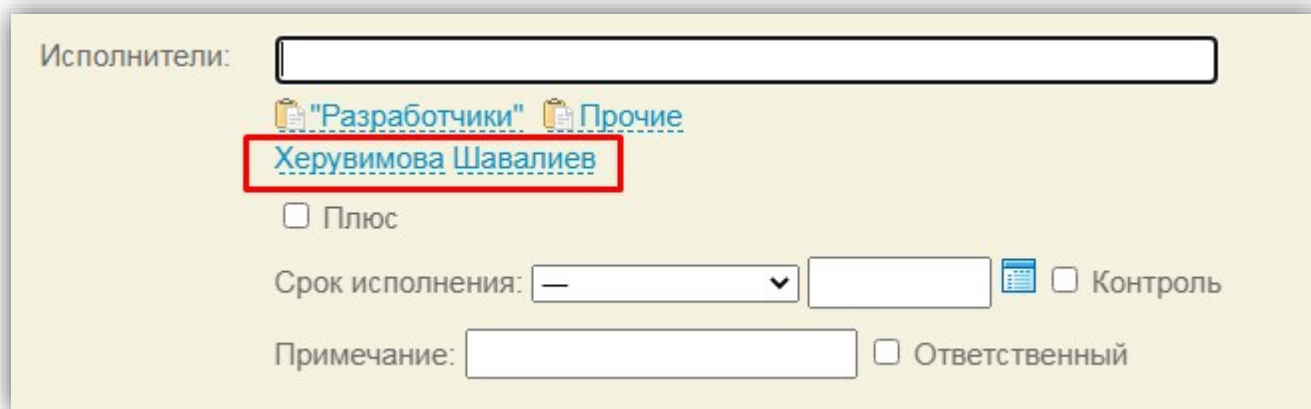 Исполнители:
"Разработчики" Прочие
Херувимова Шавалиев
Плюс
Срок исполнения: — Контроль
Примечание: Ответственный